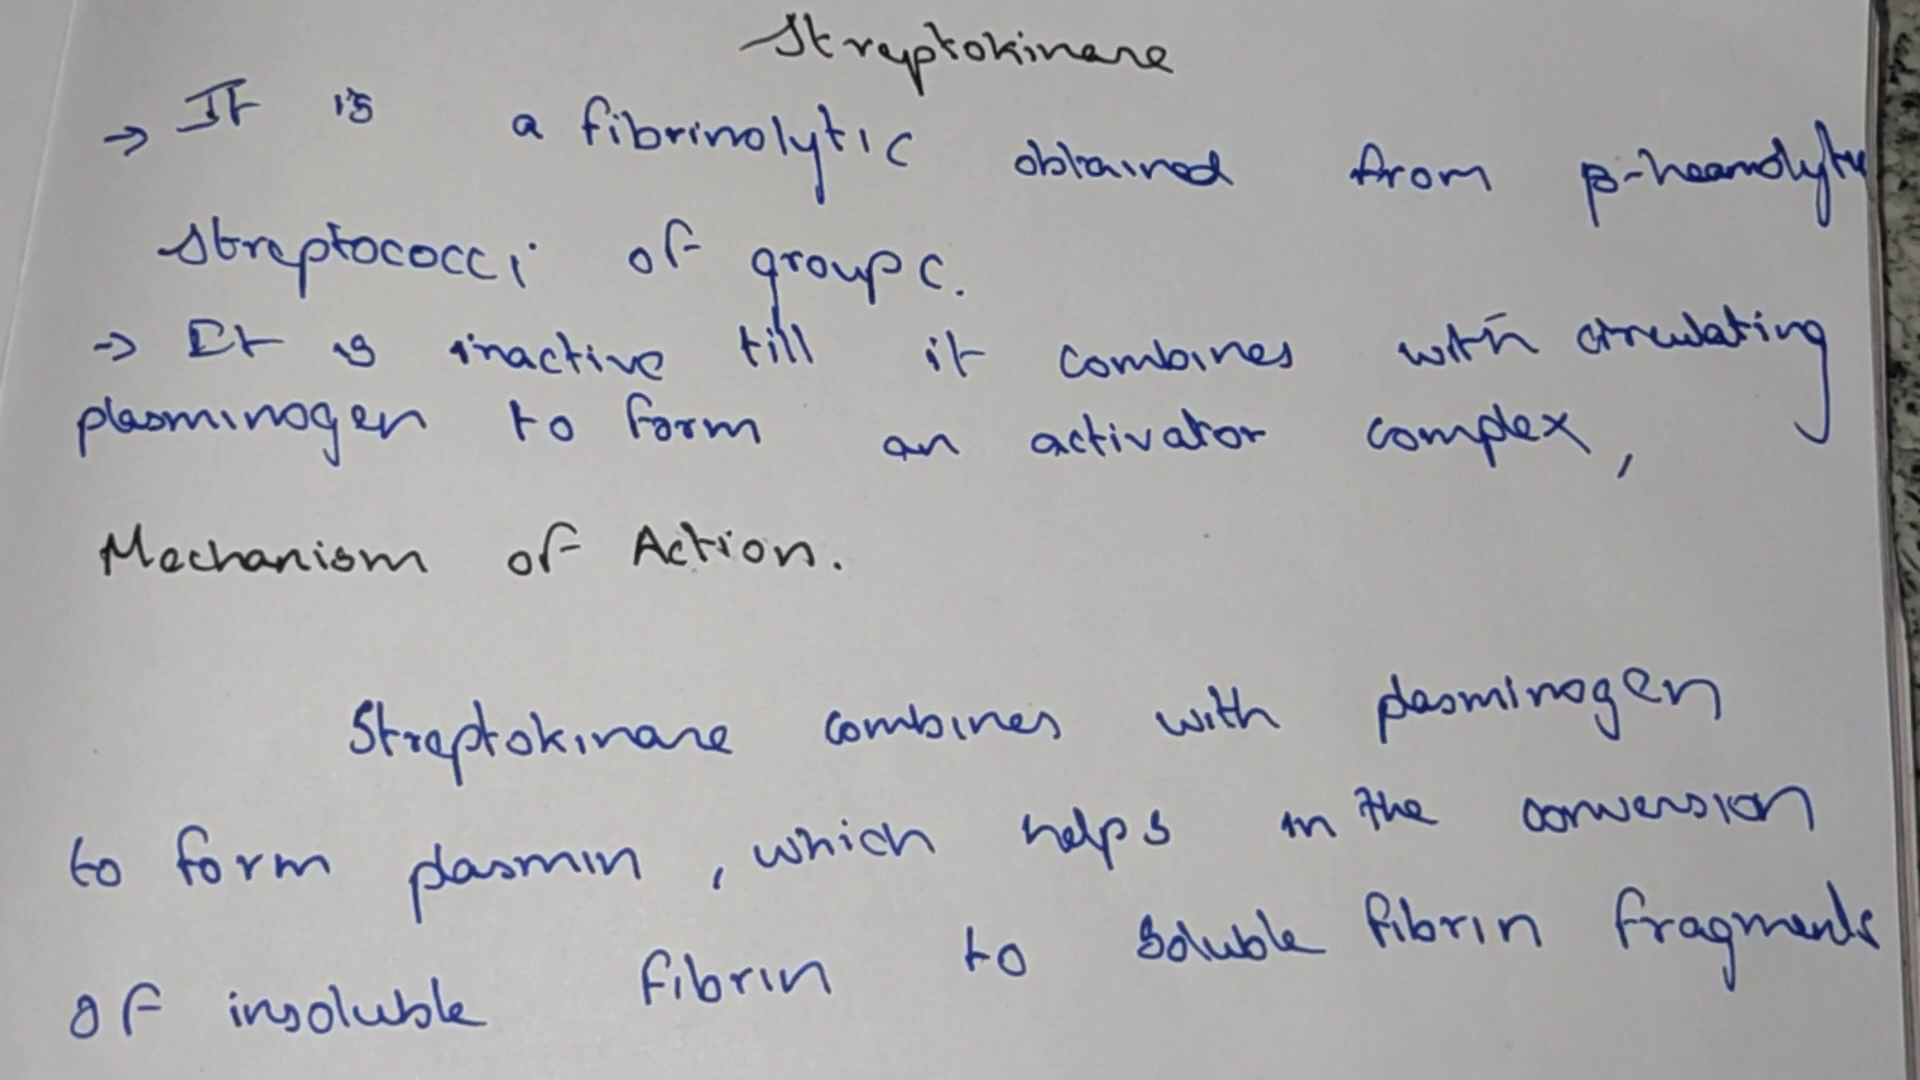 Streptokinase
→ It is a fibrinolytic obtained from β-heamolytic
streptococci of group c.
→ It is inactive till it combines with circulating
plasminogen to form an activator complex,
Mechanism of Action.
Streptokinase combines with plasminogen
to form plasmin, which helps in the conversion
of insoluble fibrin to soluble fibrin fragments